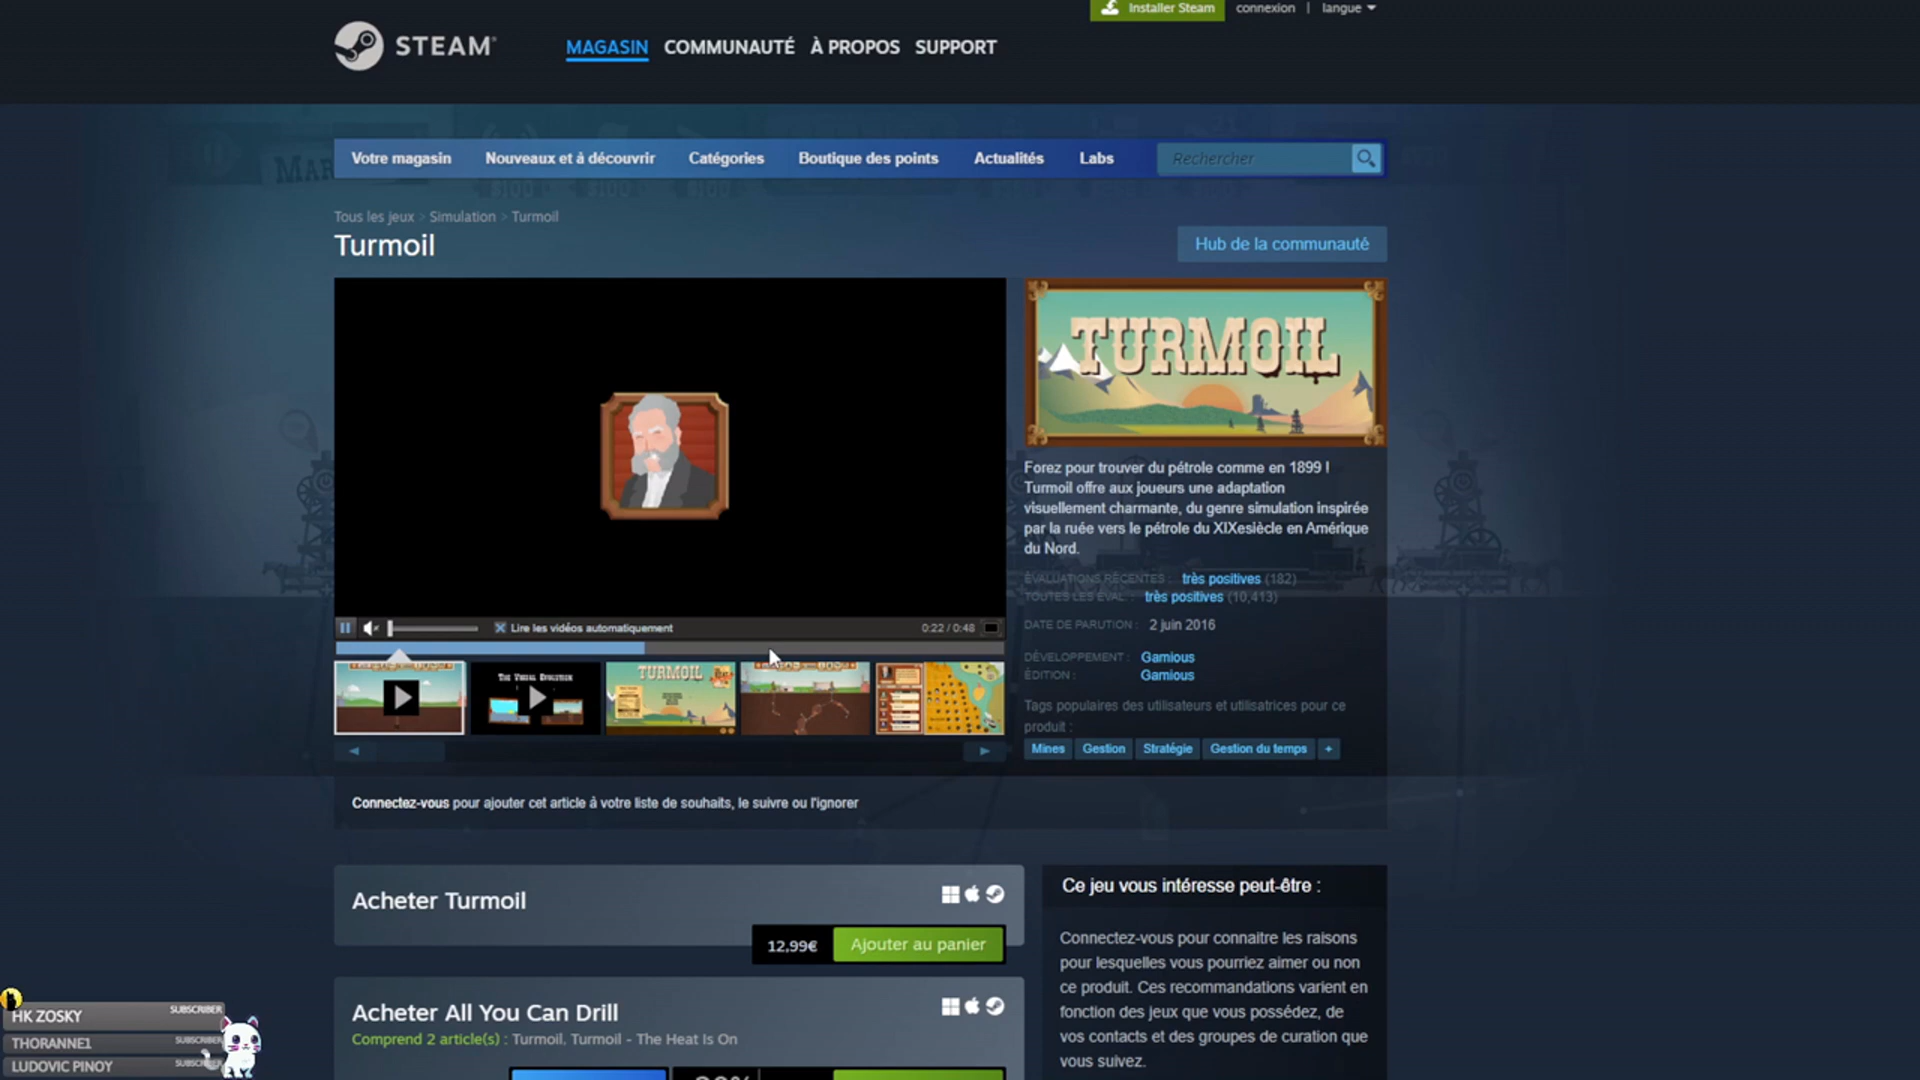 Installer Steam
connexion | langue
STEAM
MAGASIN COMMUNAUTÉ À PROPOS SUPPORT
Votre magasin Nouveaux et à découvrir Catégories Boutique des points Actualités Labs Rechercher
Tous les jeux > Simulation > Turmoil
Turmoil
Hub de la communauté
TURMOIL
Forez pour trouver du pétrole comme en 1899 !
Turmoil offre aux joueurs une adaptation
visuellement charmante, du genre simulation inspirée
par la ruée vers le pétrole du XIXesiècle en Amérique
du Nord.
ÉVALUATIONS RÉCENTES : très positives (182)
TOUTES LES ÉVAL. : très positives (10,413)
DATE DE PARUTION : 2 juin 2016
DÉVELOPPEMENT : Gamious
ÉDITION : Gamious
Tags populaires des utilisateurs et utilisatrices pour ce
produit :
Mines Gestion Stratégie Gestion du temps +
Lire les vidéos automatiquement 0:22 / 0:48
THE VISUAL EVOLUTION
TURMOIL
Connectez-vous pour ajouter cet article à votre liste de souhaits, le suivre ou l'ignorer
Acheter Turmoil
12,99€ Ajouter au panier
Acheter All You Can Drill
Comprend 2 article(s) : Turmoil, Turmoil - The Heat Is On
Ce jeu vous intéresse peut-être :
Connectez-vous pour connaitre les raisons
pour lesquelles vous pourriez aimer ou non
ce produit. Ces recommandations varient en
fonction des jeux que vous possédez, de
vos contacts et des groupes de curation que
vous suivez.
HK ZOSKY SUBSCRIBER
THORANNE1 SUBSCRIBER
LUDOVIC PINOY